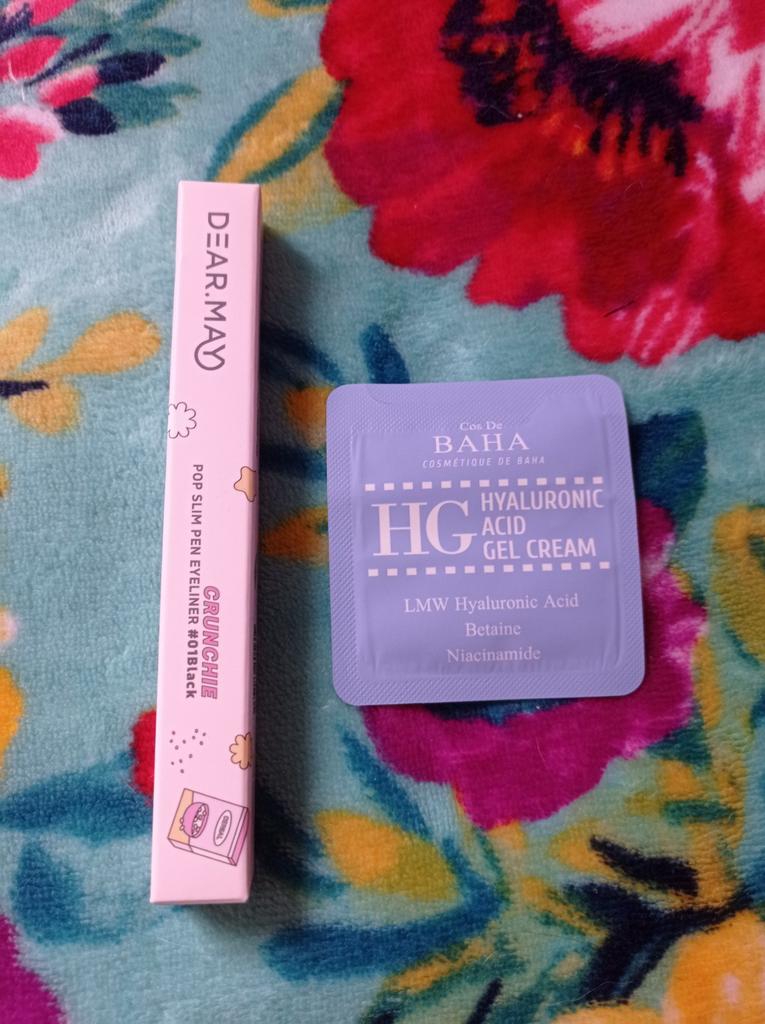 DEAR.MAY
CRUNCHIE
POP SLIM PEN EYELINER #01Black
CEREAL
Cos De
BAHA
COSMÉTIQUE DE BAHA
HG
HYALURONIC
ACID
GEL CREAM
LMW Hyaluronic Acid
Betaine
Niacinamide